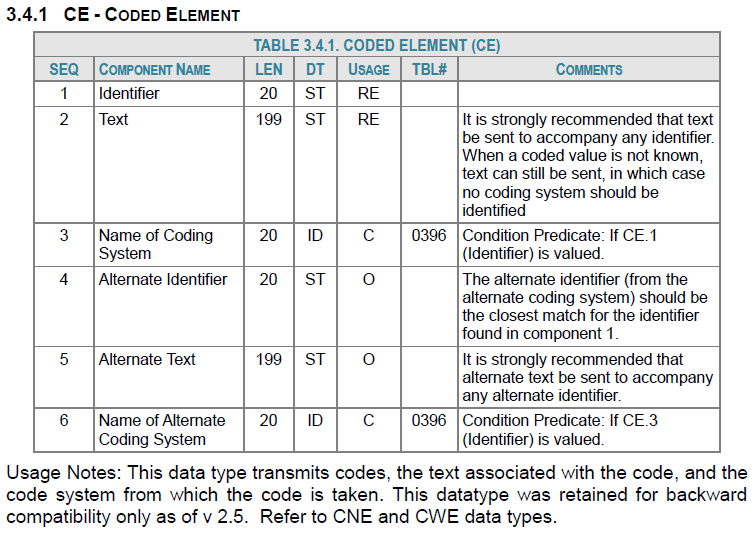 3.4.1 CE - CODED ELEMENT
TABLE 3.4.1. CODED ELEMENT (CE)
SEQ COMPONENT NAME LEN DT USAGE TBL# COMMENTS
1 Identifier 20 ST RE
2 Text 199 ST RE It is strongly recommended that text
be sent to accompany any identifier.
When a coded value is not known,
text can still be sent, in which case
no coding system should be
identified
3 Name of Coding 20 ID C 0396 Condition Predicate: If CE.1
System (Identifier) is valued.
4 Alternate Identifier 20 ST O The alternate identifier (from the
alternate coding system) should be
the closest match for the identifier
found in component 1.
5 Alternate Text 199 ST O It is strongly recommended that
alternate text be sent to accompany
any alternate identifier.
6 Name of Alternate 20 ID C 0396 Condition Predicate: If CE.3
Coding System (Identifier) is valued.
Usage Notes: This data type transmits codes, the text associated with the code, and the
code system from which the code is taken. This datatype was retained for backward
compatibility only as of v 2.5. Refer to CNE and CWE data types.